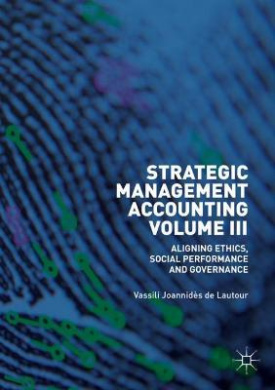 STRATEGIC
MANAGEMENT
ACCOUNTING
VOLUME III
ALIGNING ETHICS,
SOCIAL PERFORMANCE
AND GOVERNANCE
Vassili Joannidès de Lautour